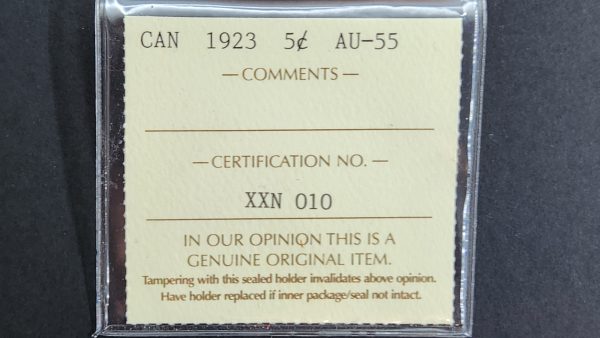 CAN 1923 5¢ AU-55
— COMMENTS —
— CERTIFICATION NO. —
XXN 010
IN OUR OPINION THIS IS A
GENUINE ORIGINAL ITEM.
Tampering with this sealed holder invalidates above opinion.
Have holder replaced if inner package/seal not intact.